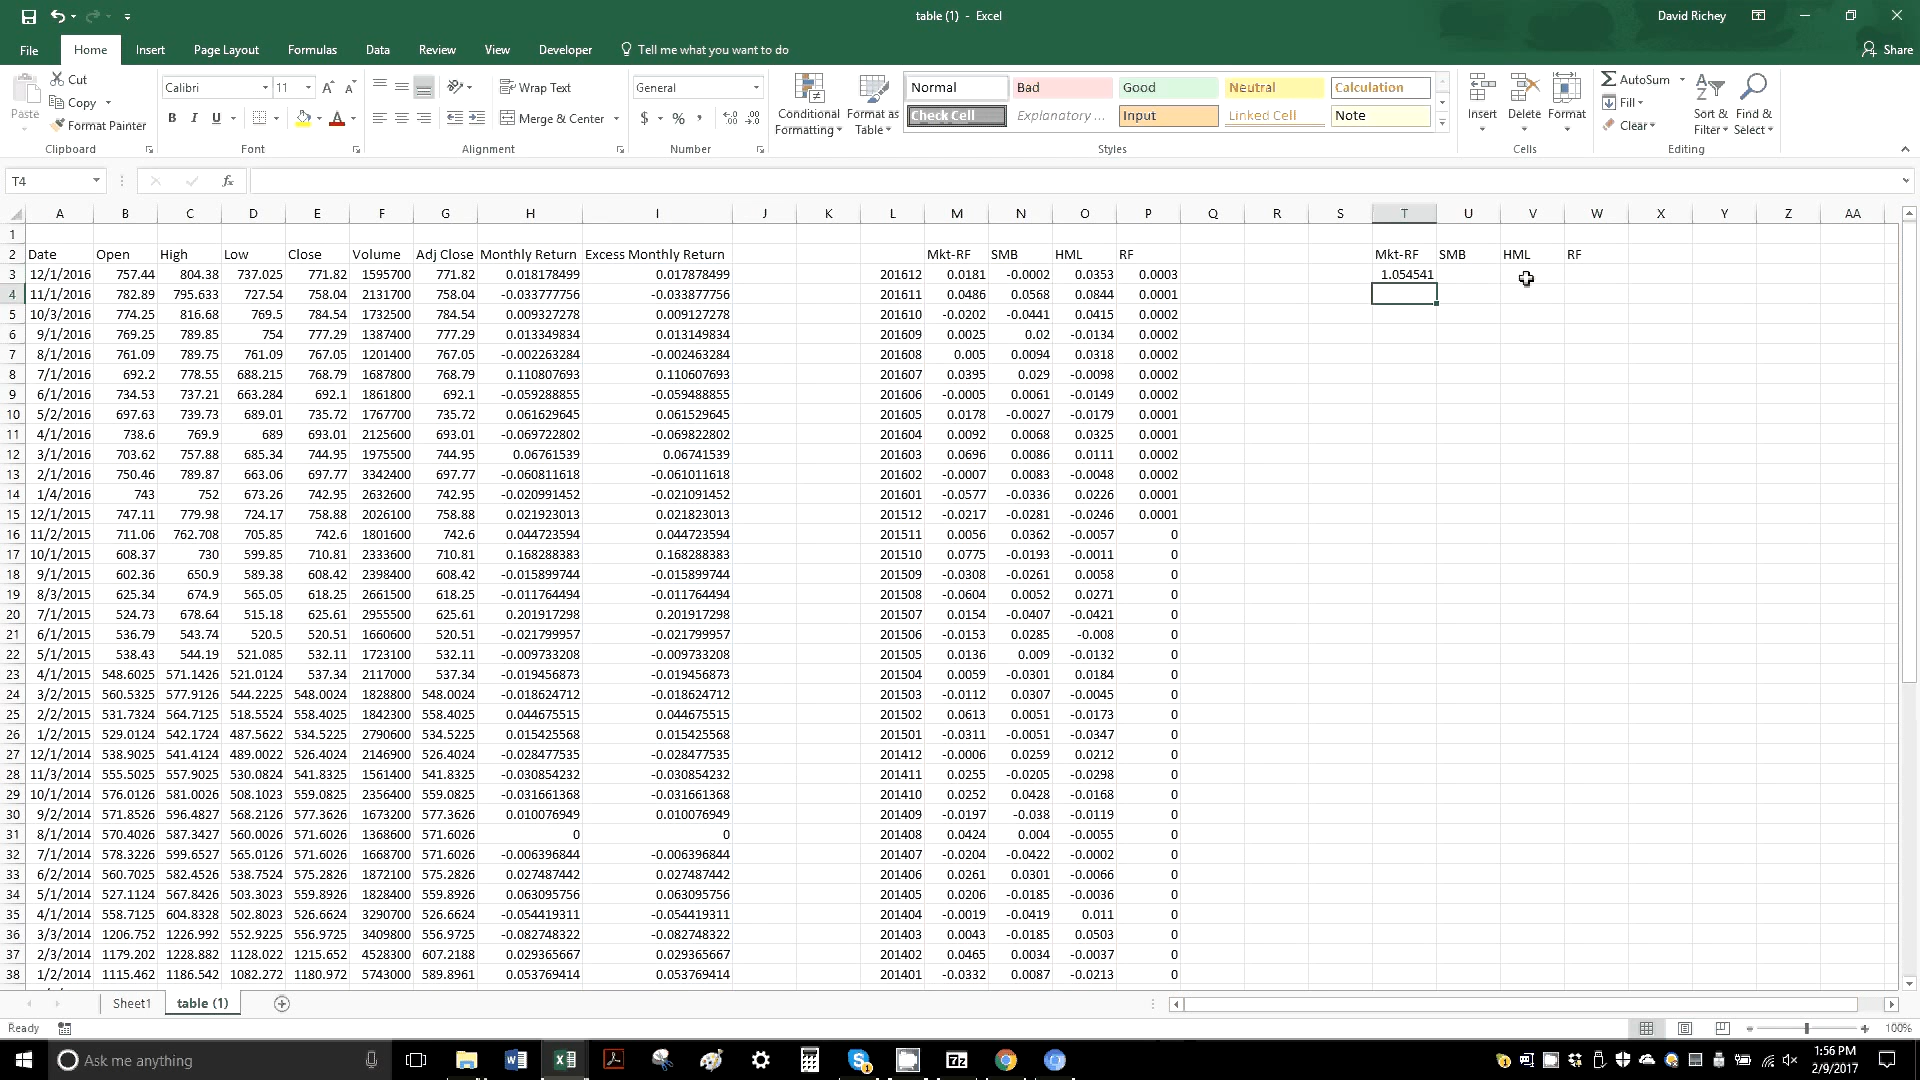 table (1) - Excel
David Richey
File Home Insert Page Layout Formulas Data Review View Developer Tell me what you want to do
Share
Paste
Cut
Copy
Format Painter
Clipboard
Calibri 11
B I U
Font
Wrap Text
Merge & Center
Alignment
General
$ % ,
Number
Conditional Formatting
Format as Table
Normal Bad Good Neutral Calculation
Check Cell Explanatory ... Input Linked Cell Note
Styles
Insert Delete Format
Cells
AutoSum
Fill
Clear
Sort & Filter
Find & Select
Editing
T4
fx
A B C D E F G H I J K L M N O P Q R S T U V W X Y Z AA
1
2 Date Open High Low Close Volume Adj Close Monthly Return Excess Monthly Return Mkt-RF SMB HML RF Mkt-RF SMB HML RF
3 12/1/2016 757.44 804.38 737.025 771.82 1595700 771.82 0.018178499 0.017878499 201612 0.0181 -0.0002 0.0353 0.0003 1.054541
4 11/1/2016 782.89 795.633 727.54 758.04 2131700 758.04 -0.033777756 -0.033877756 201611 0.0486 0.0568 0.0844 0.0001
5 10/3/2016 774.25 816.68 769.5 784.54 1732500 784.54 0.009327278 0.009127278 201610 -0.0202 -0.0441 0.0415 0.0002
6 9/1/2016 769.25 789.85 754 777.29 1387400 777.29 0.013349834 0.013149834 201609 0.0025 0.02 -0.0134 0.0002
7 8/1/2016 761.09 789.75 761.09 767.05 1201400 767.05 -0.002263284 -0.002463284 201608 0.005 0.0094 0.0318 0.0002
8 7/1/2016 692.2 778.55 688.215 768.79 1687800 768.79 0.110807693 0.110607693 201607 0.0395 0.029 -0.0098 0.0002
9 6/1/2016 734.53 737.21 663.284 692.1 1861800 692.1 -0.059288855 -0.059488855 201606 -0.0005 0.0061 -0.0149 0.0002
10 5/2/2016 697.63 739.73 689.01 735.72 1767700 735.72 0.061629645 0.061529645 201605 0.0178 -0.0027 -0.0179 0.0001
11 4/1/2016 738.6 769.9 689 693.01 2125600 693.01 -0.069722802 -0.069822802 201604 0.0092 0.0068 0.0325 0.0001
12 3/1/2016 703.62 757.88 685.34 744.95 1975500 744.95 0.06761539 0.06741539 201603 0.0696 0.0086 0.0111 0.0002
13 2/1/2016 750.46 789.87 663.06 697.77 3342400 697.77 -0.060811618 -0.061011618 201602 -0.0007 0.0083 -0.0048 0.0002
14 1/4/2016 743 752 673.26 742.95 2632600 742.95 -0.020991452 -0.021091452 201601 -0.0577 -0.0336 0.0226 0.0001
15 12/1/2015 747.11 779.98 724.17 758.88 2026100 758.88 0.021923013 0.021823013 201512 -0.0217 -0.0281 -0.0246 0.0001
16 11/2/2015 711.06 762.708 705.85 742.6 1801600 742.6 0.044723594 0.044723594 201511 0.0056 0.0362 -0.0057 0
17 10/1/2015 608.37 730 599.85 710.81 2333600 710.81 0.168288383 0.168288383 201510 0.0775 -0.0193 -0.0011 0
18 9/1/2015 602.36 650.9 589.38 608.42 2398400 608.42 -0.015899744 -0.015899744 201509 -0.0308 -0.0261 0.0058 0
19 8/3/2015 625.34 674.9 565.05 618.25 2661500 618.25 -0.011764494 -0.011764494 201508 -0.0604 0.0052 0.0271 0
20 7/1/2015 524.73 678.64 515.18 625.61 2955500 625.61 0.201917298 0.201917298 201507 0.0154 -0.0407 -0.0421 0
21 6/1/2015 536.79 543.74 520.5 520.51 1660600 520.51 -0.021799957 -0.021799957 201506 -0.0153 0.0285 -0.008 0
22 5/1/2015 538.43 544.19 521.085 532.11 1723100 532.11 -0.009733208 -0.009733208 201505 0.0136 0.009 -0.0132 0
23 4/1/2015 548.6025 571.1426 521.0124 537.34 2117000 537.34 -0.019456873 -0.019456873 201504 0.0059 -0.0301 0.0184 0
24 3/2/2015 560.5325 577.9126 544.2225 548.0024 1828800 548.0024 -0.018624712 -0.018624712 201503 -0.0112 0.0307 -0.0045 0
25 2/2/2015 531.7324 564.7125 518.5524 558.4025 1842300 558.4025 0.044675515 0.044675515 201502 0.0613 0.0051 -0.0173 0
26 1/2/2015 529.0124 542.1724 487.5622 534.5225 2790600 534.5225 0.015425568 0.015425568 201501 -0.0311 -0.0051 -0.0347 0
27 12/1/2014 538.9025 541.4124 489.0022 526.4024 2146900 526.4024 -0.028477535 -0.028477535 201412 -0.0006 0.0259 0.0212 0
28 11/3/2014 555.5025 557.9025 530.0824 541.8325 1561400 541.8325 -0.030854232 -0.030854232 201411 0.0255 -0.0205 -0.0298 0
29 10/1/2014 576.0126 581.0026 508.1023 559.0825 2356400 559.0825 -0.031661368 -0.031661368 201410 0.0252 0.0428 -0.0168 0
30 9/2/2014 571.8526 596.4827 568.2126 577.3626 1673200 577.3626 0.010076949 0.010076949 201409 -0.0197 -0.038 -0.0119 0
31 8/1/2014 570.4026 587.3427 560.0026 571.6026 1368600 571.6026 0 0 201408 0.0424 0.004 -0.0055 0
32 7/1/2014 578.3226 599.6527 565.0126 571.6026 1668700 571.6026 -0.006396844 -0.006396844 201407 -0.0204 -0.0422 -0.0002 0
33 6/2/2014 560.7025 582.4526 538.7524 575.2826 1872100 575.2826 0.027487442 0.027487442 201406 0.0261 0.0301 -0.0066 0
34 5/1/2014 527.1124 567.8426 503.3023 559.8926 1828400 559.8926 0.063095756 0.063095756 201405 0.0206 -0.0185 -0.0036 0
35 4/1/2014 558.7125 604.8328 502.8023 526.6624 3290700 526.6624 -0.054419311 -0.054419311 201404 -0.0019 -0.0419 0.011 0
36 3/3/2014 1206.752 1226.992 552.9225 556.9725 3409800 556.9725 -0.082748322 -0.082748322 201403 0.0043 -0.0185 0.0503 0
37 2/3/2014 1179.202 1228.882 1128.022 1215.652 4528300 607.2188 0.029365667 0.029365667 201402 0.0465 0.0034 -0.0037 0
38 1/2/2014 1115.462 1186.542 1082.272 1180.972 5743000 589.8961 0.053769414 0.053769414 201401 -0.0332 0.0087 -0.0213 0
Sheet1 table (1)
Ready
100%
Ask me anything
1:56 PM
2/9/2017